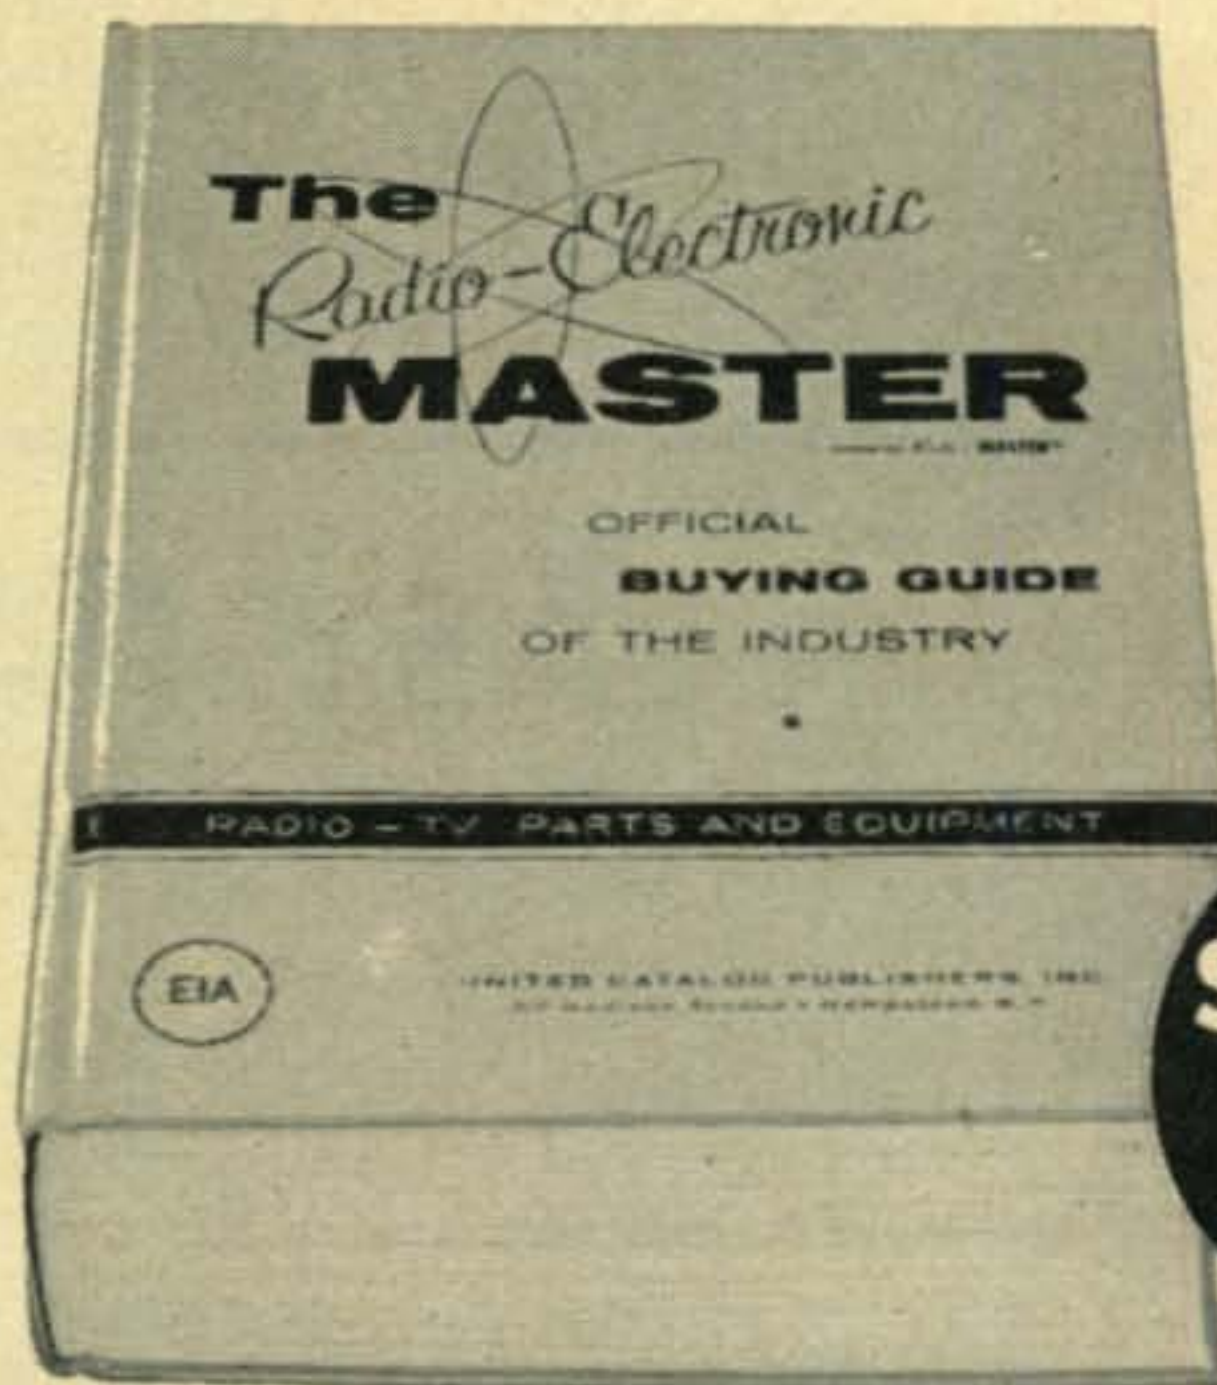 The
Radio-Electronic
MASTER
MASTER
OFFICIAL
BUYING GUIDE
OF THE INDUSTRY
RADIO - TV PARTS AND EQUIPMENT
EIA
UNITED CATALOG PUBLISHERS, INC.